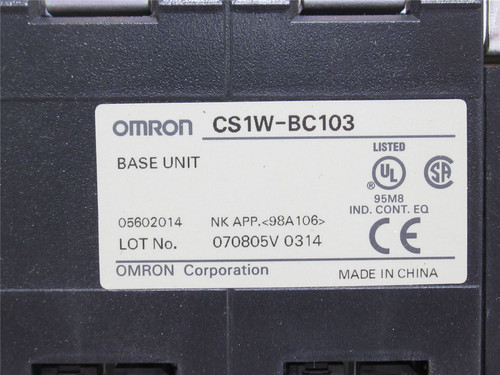 OMRON CS1W-BC103
BASE UNIT
LISTED
UL
®
SA
95M8
IND. CONT. EQ
05602014 NK APP.<98A106>
LOT No. 070805V 0314
CE
OMRON Corporation
MADE IN CHINA